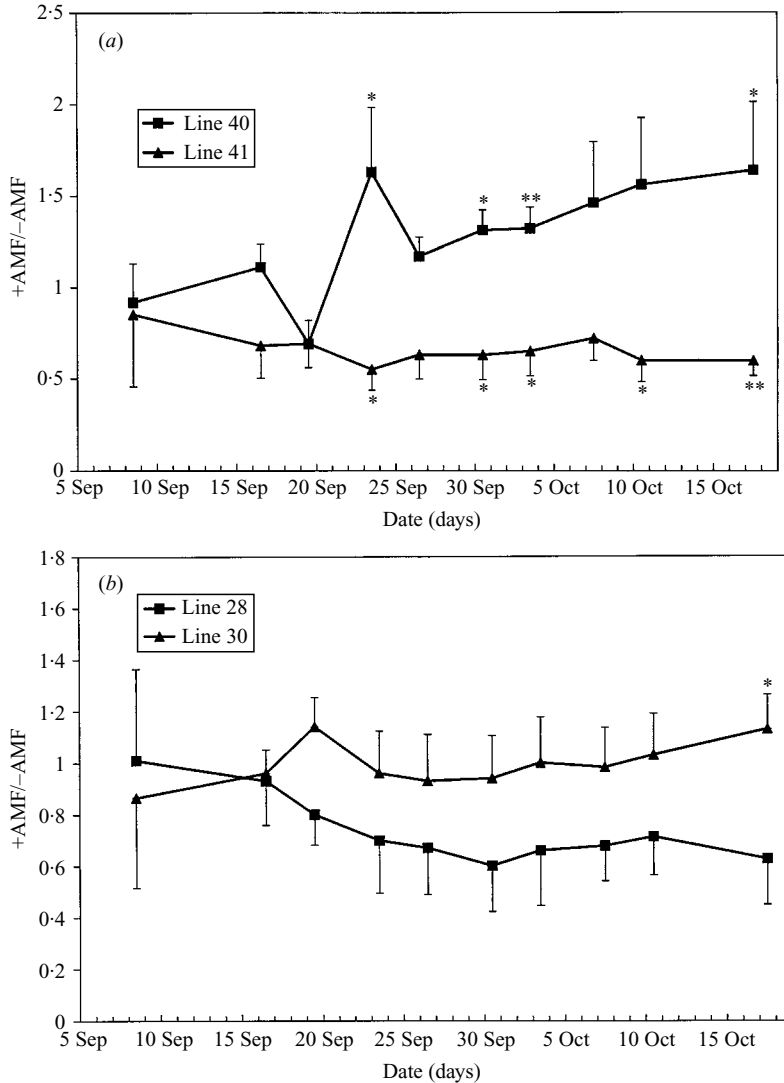 2·5
(a)
*
*
2
Line 40
Line 41
*
**
1·5
+AMF/−AMF
1
0·5
*
*
*
*
**
0
5 Sep
10 Sep
15 Sep
20 Sep
25 Sep
30 Sep
5 Oct
10 Oct
15 Oct
Date (days)
1·8
(b)
1·6
Line 28
Line 30
1·4
*
1·2
+AMF/−AMF
1
0·8
0·6
0·4
0·2
0
5 Sep
10 Sep
15 Sep
20 Sep
25 Sep
30 Sep
5 Oct
10 Oct
15 Oct
Date (days)